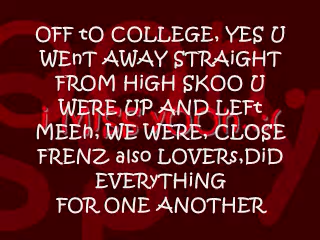 OFF tO COLLEGE, YES U
WEnT AWAY STRAiGHT
FROM HiGH SKOO U
WERE UP AND LEFt
MEEh, WE WERE, CLOSE
FRENZ also LOVERs,DiD
EVERYTHiNG
FOR ONE ANOTHER